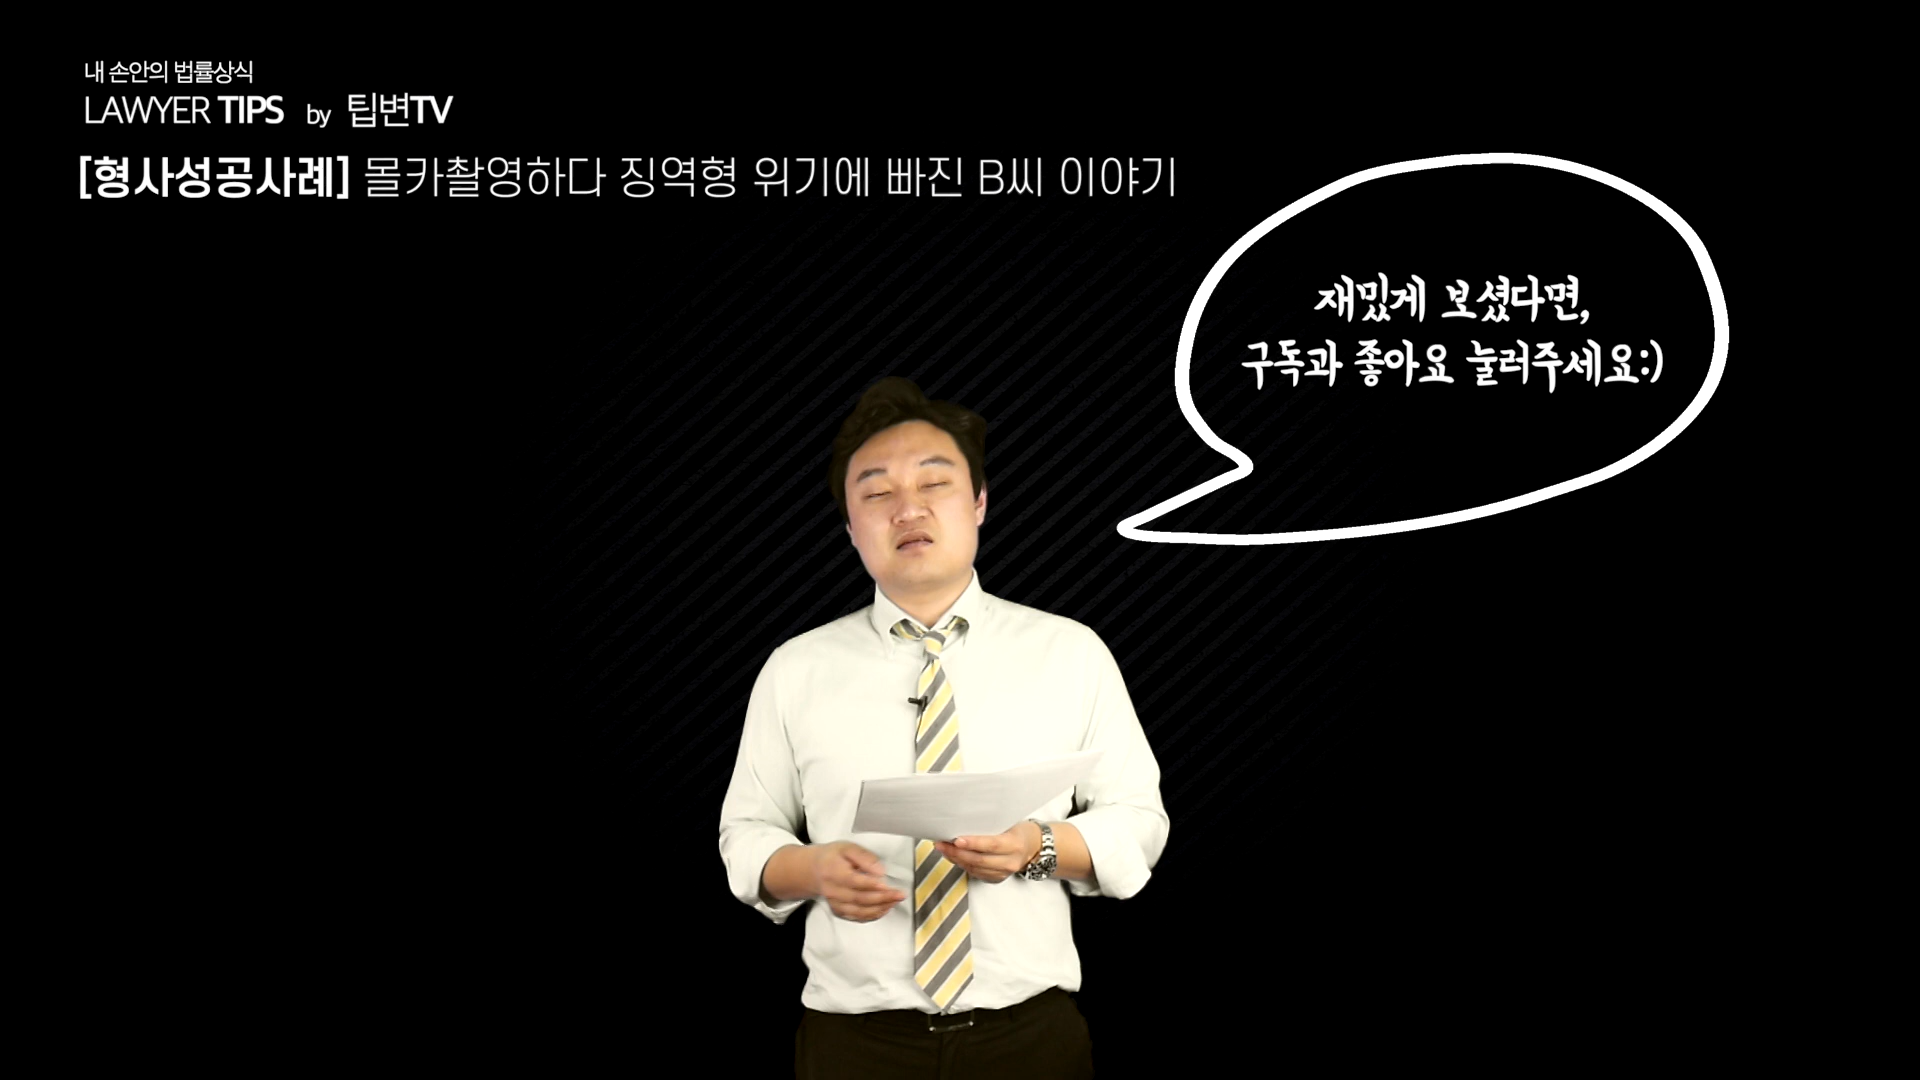 내 손안의 법률상식
LAWYER TIPS by 팁변TV
[형사성공사례] 몰카촬영하다 징역형 위기에 빠진 B씨 이야기
재밌게 보셨다면,
구독과 좋아요 눌러주세요:)